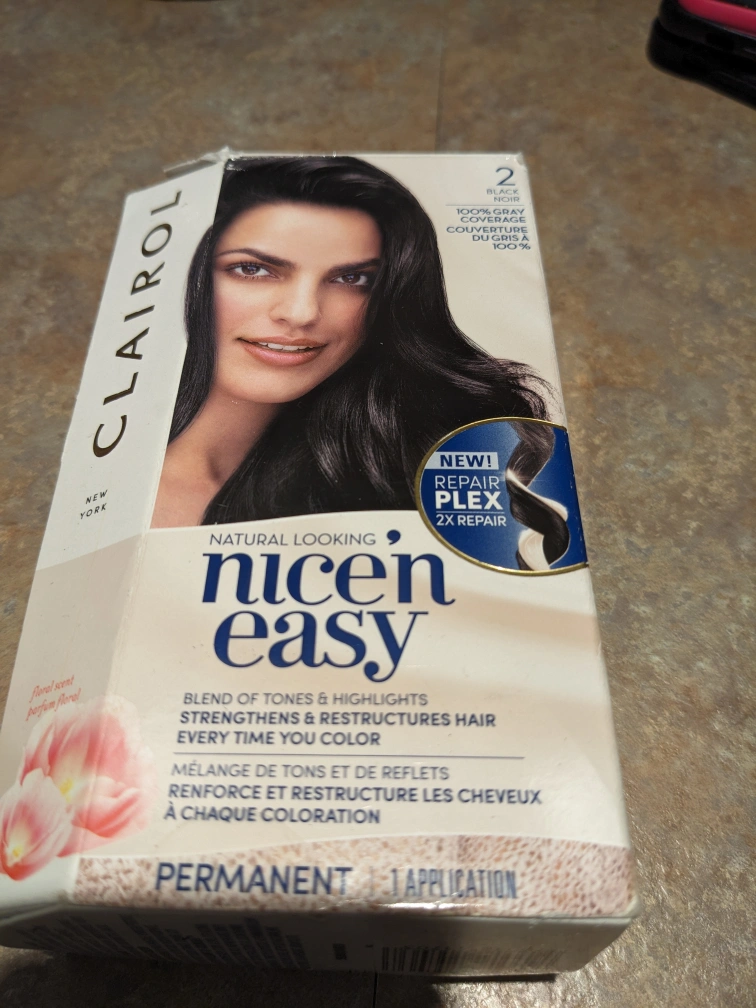 CLAIROL
NEW
YORK
2
BLACK
NOIR
100% GRAY
COVERAGE
COUVERTURE
DU GRIS À
100%
NEW!
REPAIR
PLEX
2X REPAIR
NATURAL LOOKING
nice'n
easy
floral scent
parfum floral
BLEND OF TONES & HIGHLIGHTS
STRENGTHENS & RESTRUCTURES HAIR
EVERY TIME YOU COLOR
MÉLANGE DE TONS ET DE REFLETS
RENFORCE ET RESTRUCTURE LES CHEVEUX
À CHAQUE COLORATION
PERMANENT | 1 APPLICATION